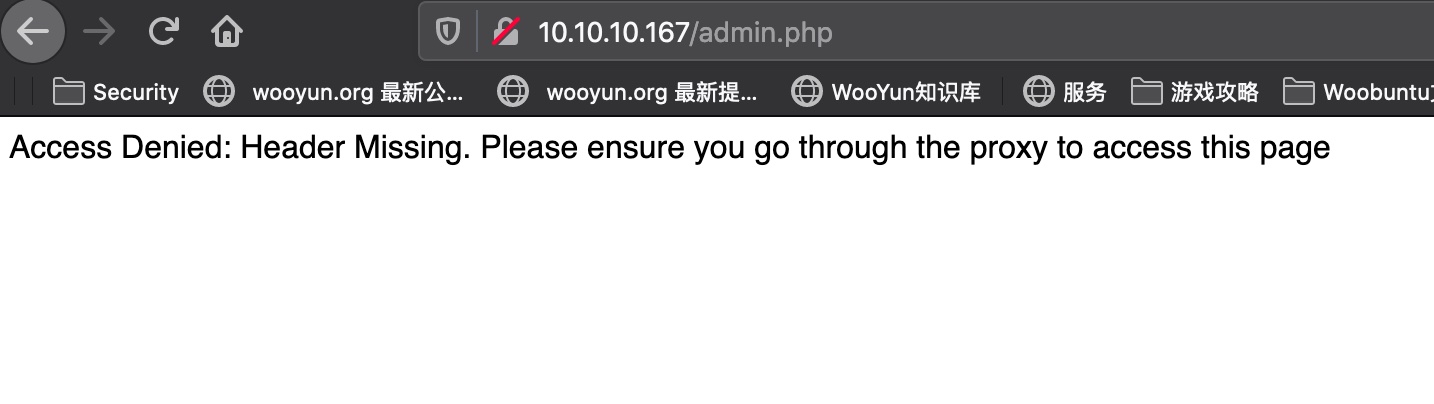 10.10.10.167/admin.php
Security wooyun.org 最新公... wooyun.org 最新提... WooYun知识库 服务 游戏攻略 Woobuntu
Access Denied: Header Missing. Please ensure you go through the proxy to access this page